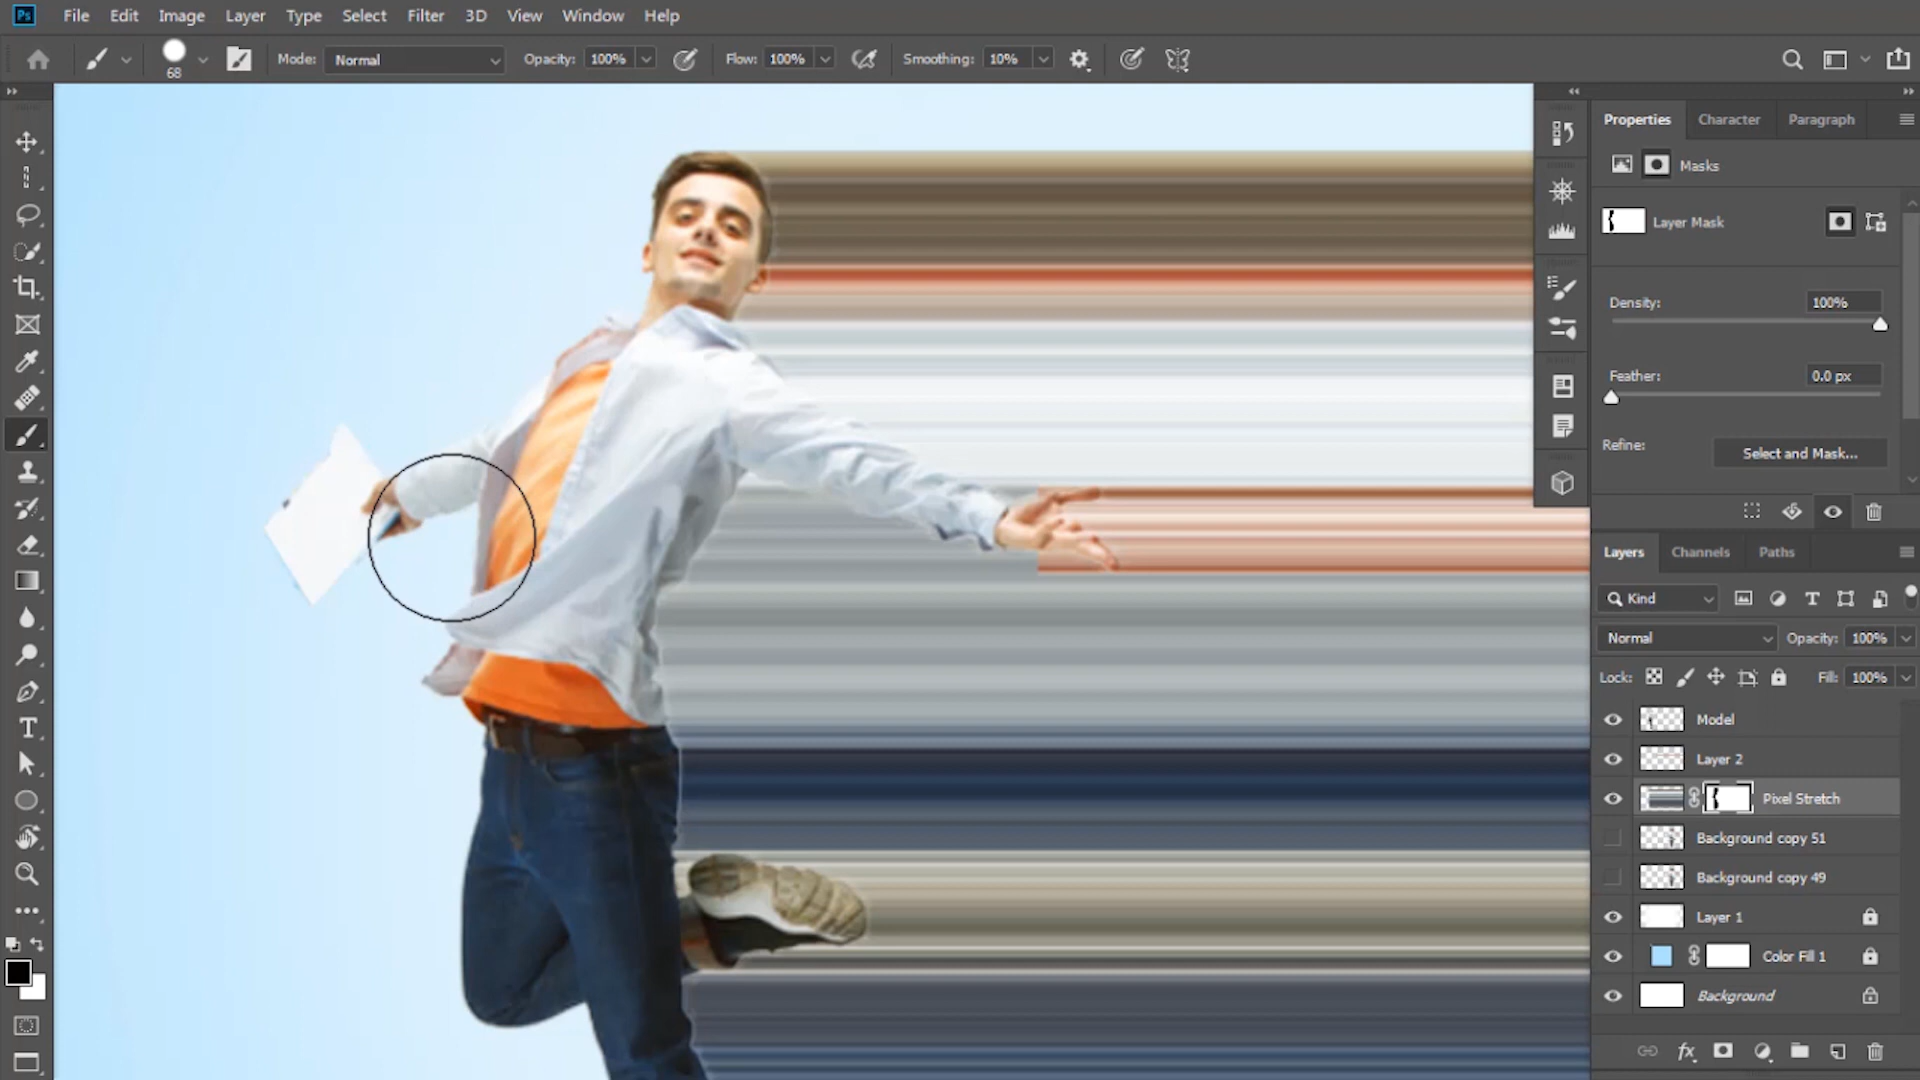 Ps File Edit Image Layer Type Select Filter 3D View Window Help
68 Mode: Normal Opacity: 100% Flow: 100% Smoothing: 10%
Properties Character Paragraph
Masks
Layer Mask
Density: 100%
Feather: 0.0 px
Refine: Select and Mask...
Layers Channels Paths
Kind
Normal Opacity: 100%
Lock: Fill: 100%
Model
Layer 2
Pixel Stretch
Background copy 51
Background copy 49
Layer 1
Color Fill 1
Background